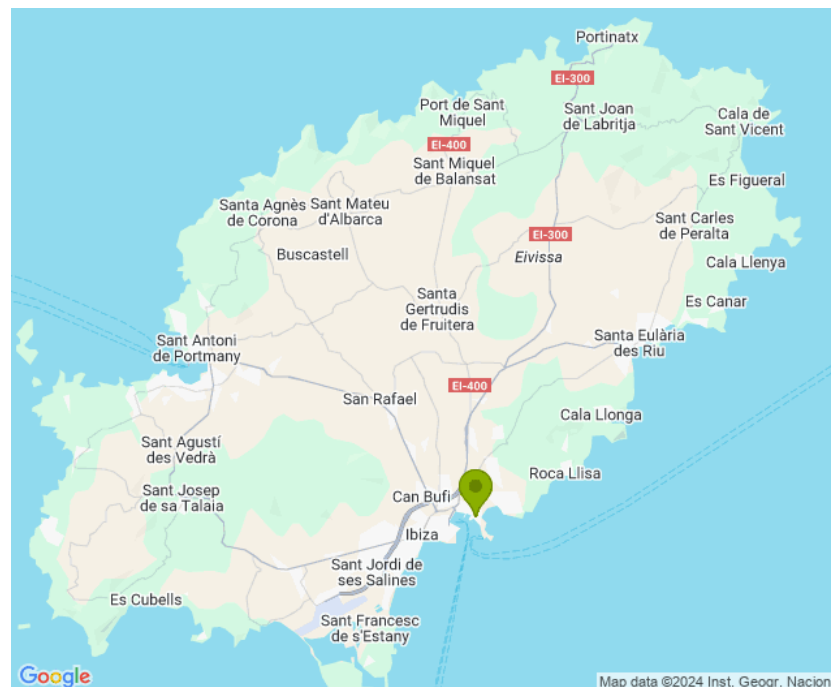 Portinatx
EI-300
Port de Sant
Miquel
Sant Joan
de Labritja
Cala de
Sant Vicent
EI-400
Sant Miquel
de Balansat
Es Figueral
Santa Agnès
de Corona
Sant Mateu
d'Albarca
Sant Carles
de Peralta
EI-300
Buscastell
Eivissa
Cala Llenya
Santa
Gertrudis
de Fruitera
Es Canar
Sant Antoni
de Portmany
Santa Eulària
des Riu
EI-400
San Rafael
Cala Llonga
Sant Agustí
des Vedrà
Roca Llisa
Sant Josep
de sa Talaia
Can Bufi
Ibiza
Sant Jordi de
ses Salines
Es Cubells
Sant Francesc
de s'Estany
Google
Map data ©2024 Inst. Geogr. Nacion